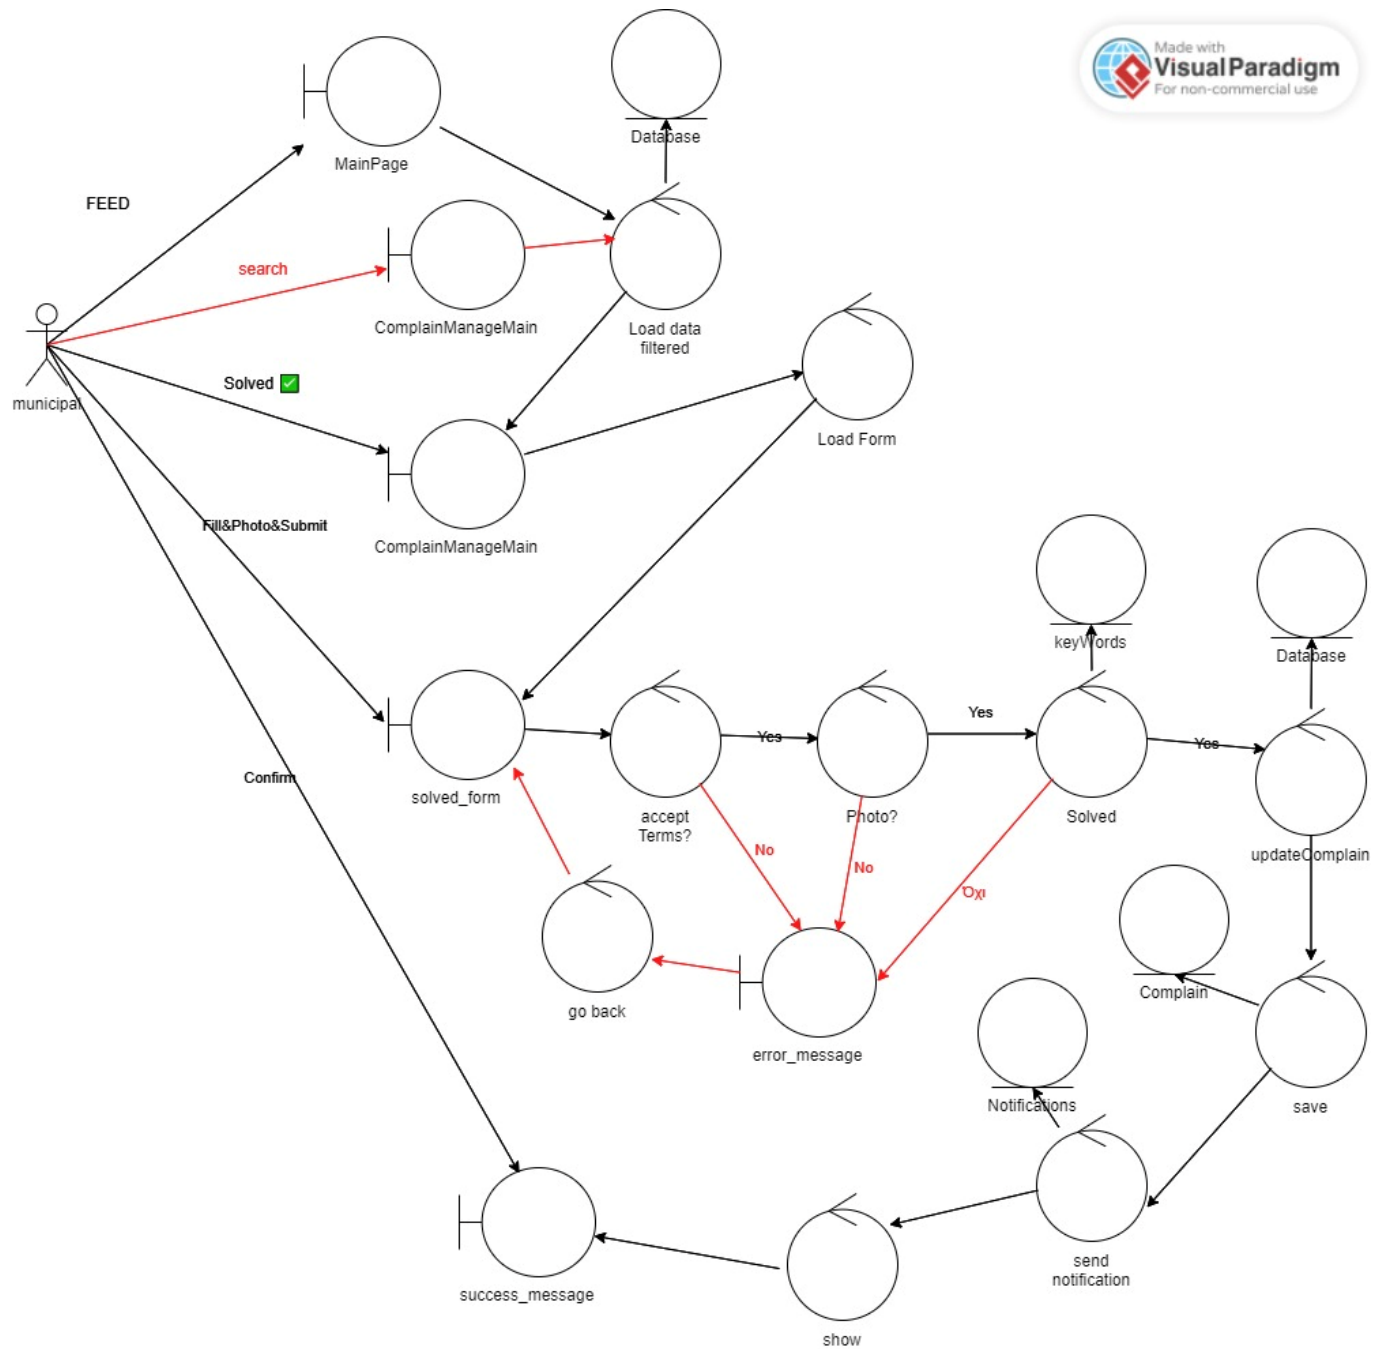 Made with
Visual Paradigm
For non-commercial use
MainPage
Database
FEED
search
ComplainManageMain
Load data
filtered
municipal
Solved ✅
Load Form
Fill&Photo&Submit
ComplainManageMain
keyWords
Database
Yes
Yes
Yes
Confirm
solved_form
accept
Terms?
Photo?
Solved
updateComplain
No
No
Όχι
Complain
go back
error_message
Notifications
save
send
notification
success_message
show